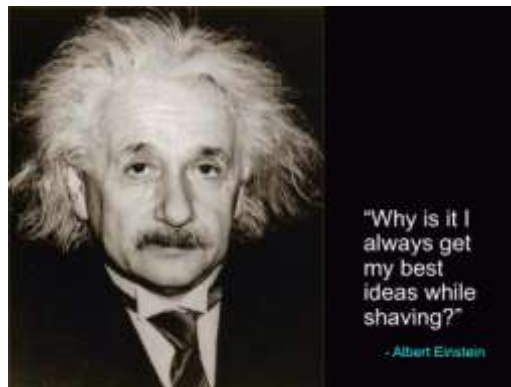 “Why is it I
always get
my best
ideas while
shaving?”
- Albert Einstein